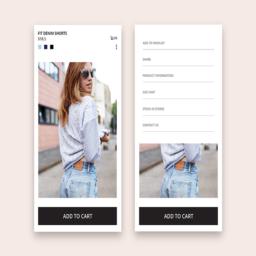 FIT DENIM SHORTS
ADD TO CART
ADD TO WISHLIST
SHARE
PRODUCT INFORMATION
SIZE CHART
STOCK IN STORES
CONTACT US
ADD TO CART